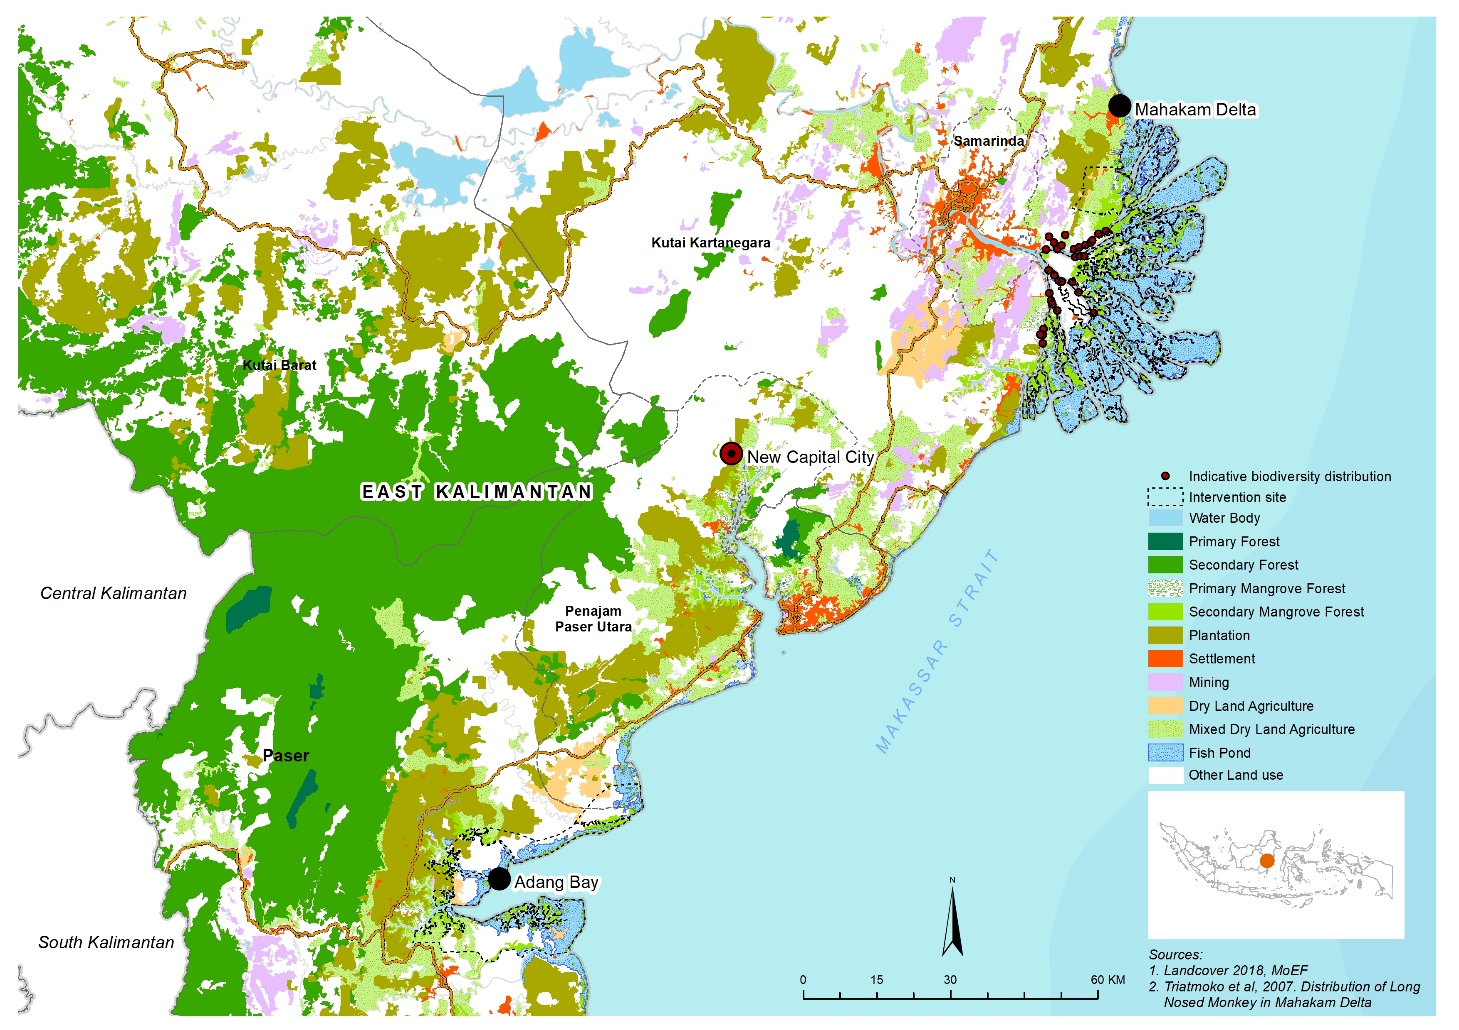 Mahakam Delta
Samarinda
Kutai Kartanegara
Kutai Barat
New Capital City
EAST KALIMANTAN
Central Kalimantan
Penajam
Paser Utara
MAKASSAR STRAIT
Paser
Adang Bay
South Kalimantan
Indicative biodiversity distribution
Intervention site
Water Body
Primary Forest
Secondary Forest
Primary Mangrove Forest
Secondary Mangrove Forest
Plantation
Settlement
Mining
Dry Land Agriculture
Mixed Dry Land Agriculture
Fish Pond
Other Land use
N
0 15 30 60 KM
Sources:
1. Landcover 2018, MoEF
2. Triatmoko et al, 2007. Distribution of Long
Nosed Monkey in Mahakam Delta